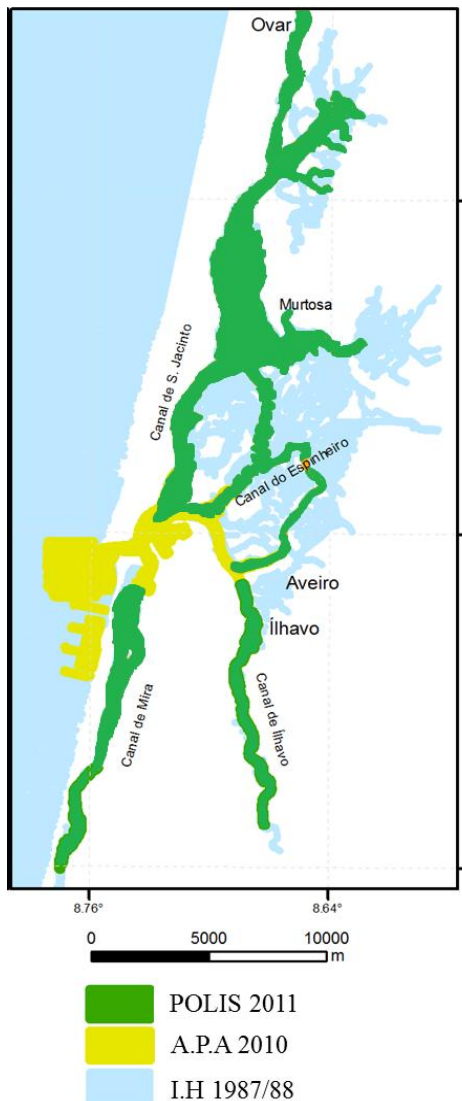 Ovar
Murtosa
Canal de S. Jacinto
Canal do Espinheiro
Aveiro
Ílhavo
Canal de Mira
Canal de Ílhavo
8.76° 8.64°
0 5000 10000
m
POLIS 2011
A.P.A 2010
I.H 1987/88